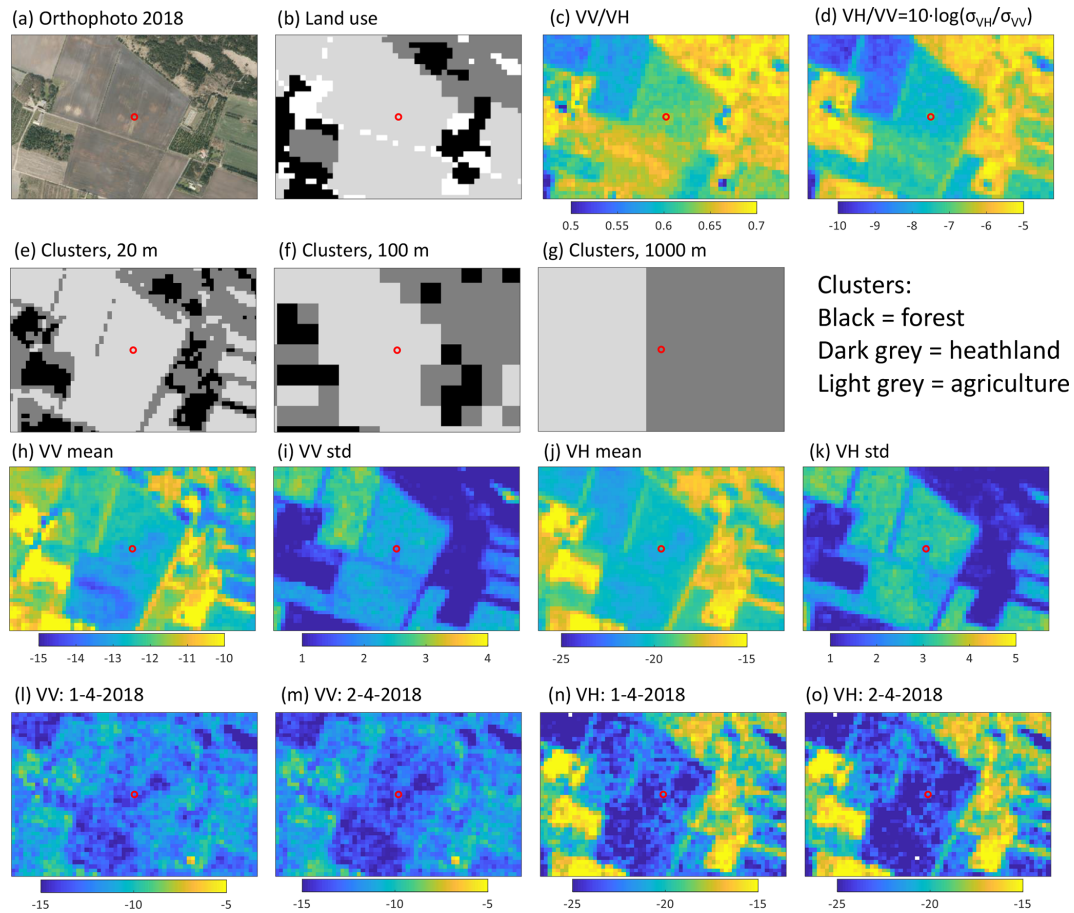 (a) Orthophoto 2018
(b) Land use
(c) VV/VH
(d) VH/VV=10·log(σVH/σVV)
0.5 0.55 0.6 0.65 0.7
-10 -9 -8 -7 -6 -5
(e) Clusters, 20 m
(f) Clusters, 100 m
(g) Clusters, 1000 m
Clusters:
Black = forest
Dark grey = heathland
Light grey = agriculture
(h) VV mean
(i) VV std
(j) VH mean
(k) VH std
-15 -14 -13 -12 -11 -10
1 2 3 4
-25 -20 -15
1 2 3 4 5
(l) VV: 1-4-2018
(m) VV: 2-4-2018
(n) VH: 1-4-2018
(o) VH: 2-4-2018
-15 -10 -5
-15 -10 -5
-25 -20 -15
-25 -20 -15